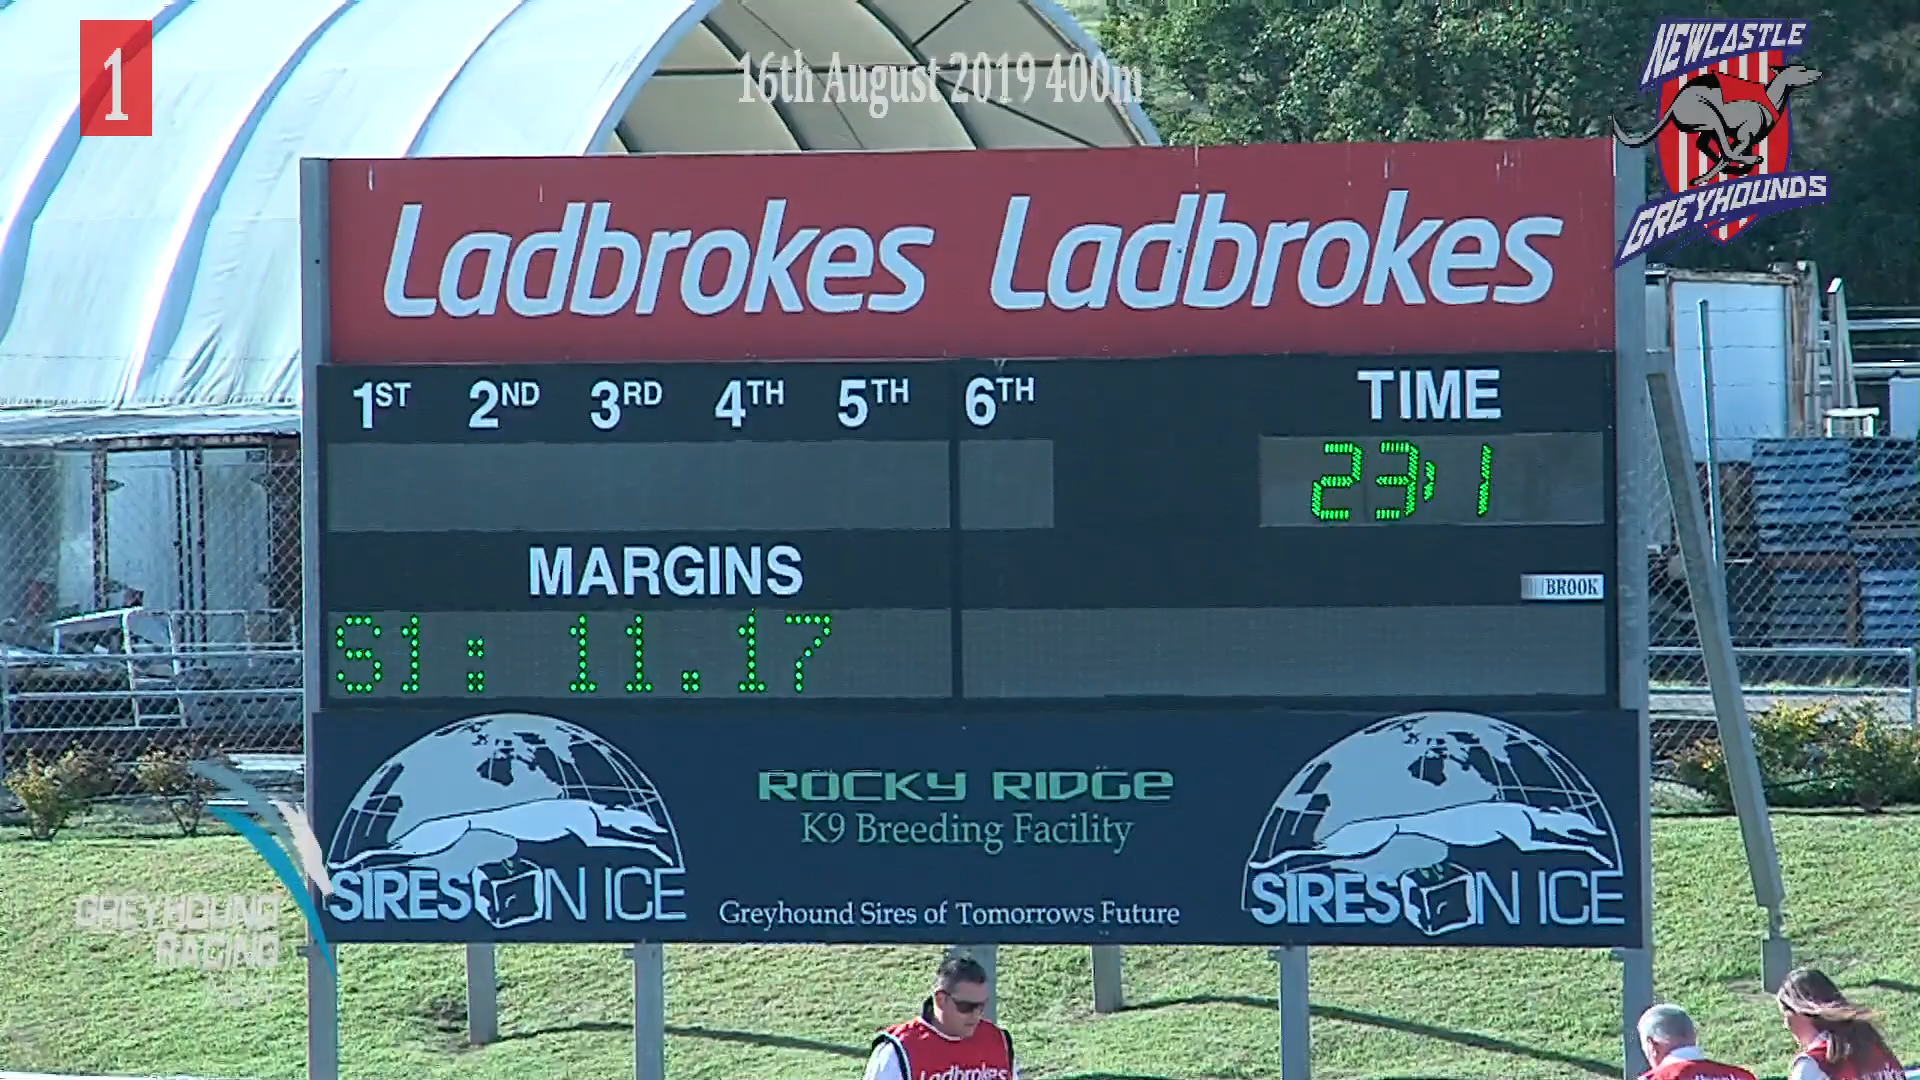 1
16th August 2019 400m
NEWCASTLE
GREYHOUNDS
Ladbrokes Ladbrokes
1ST 2ND 3RD 4TH 5TH 6TH TIME
MARGINS
BROOK
S1: 11.17
ROCKY RIDGE
K9 Breeding Facility
SIRES ON ICE
Greyhound Sires of Tomorrows Future
SIRES ON ICE
GREYHOUND
RACING
Ladbrokes